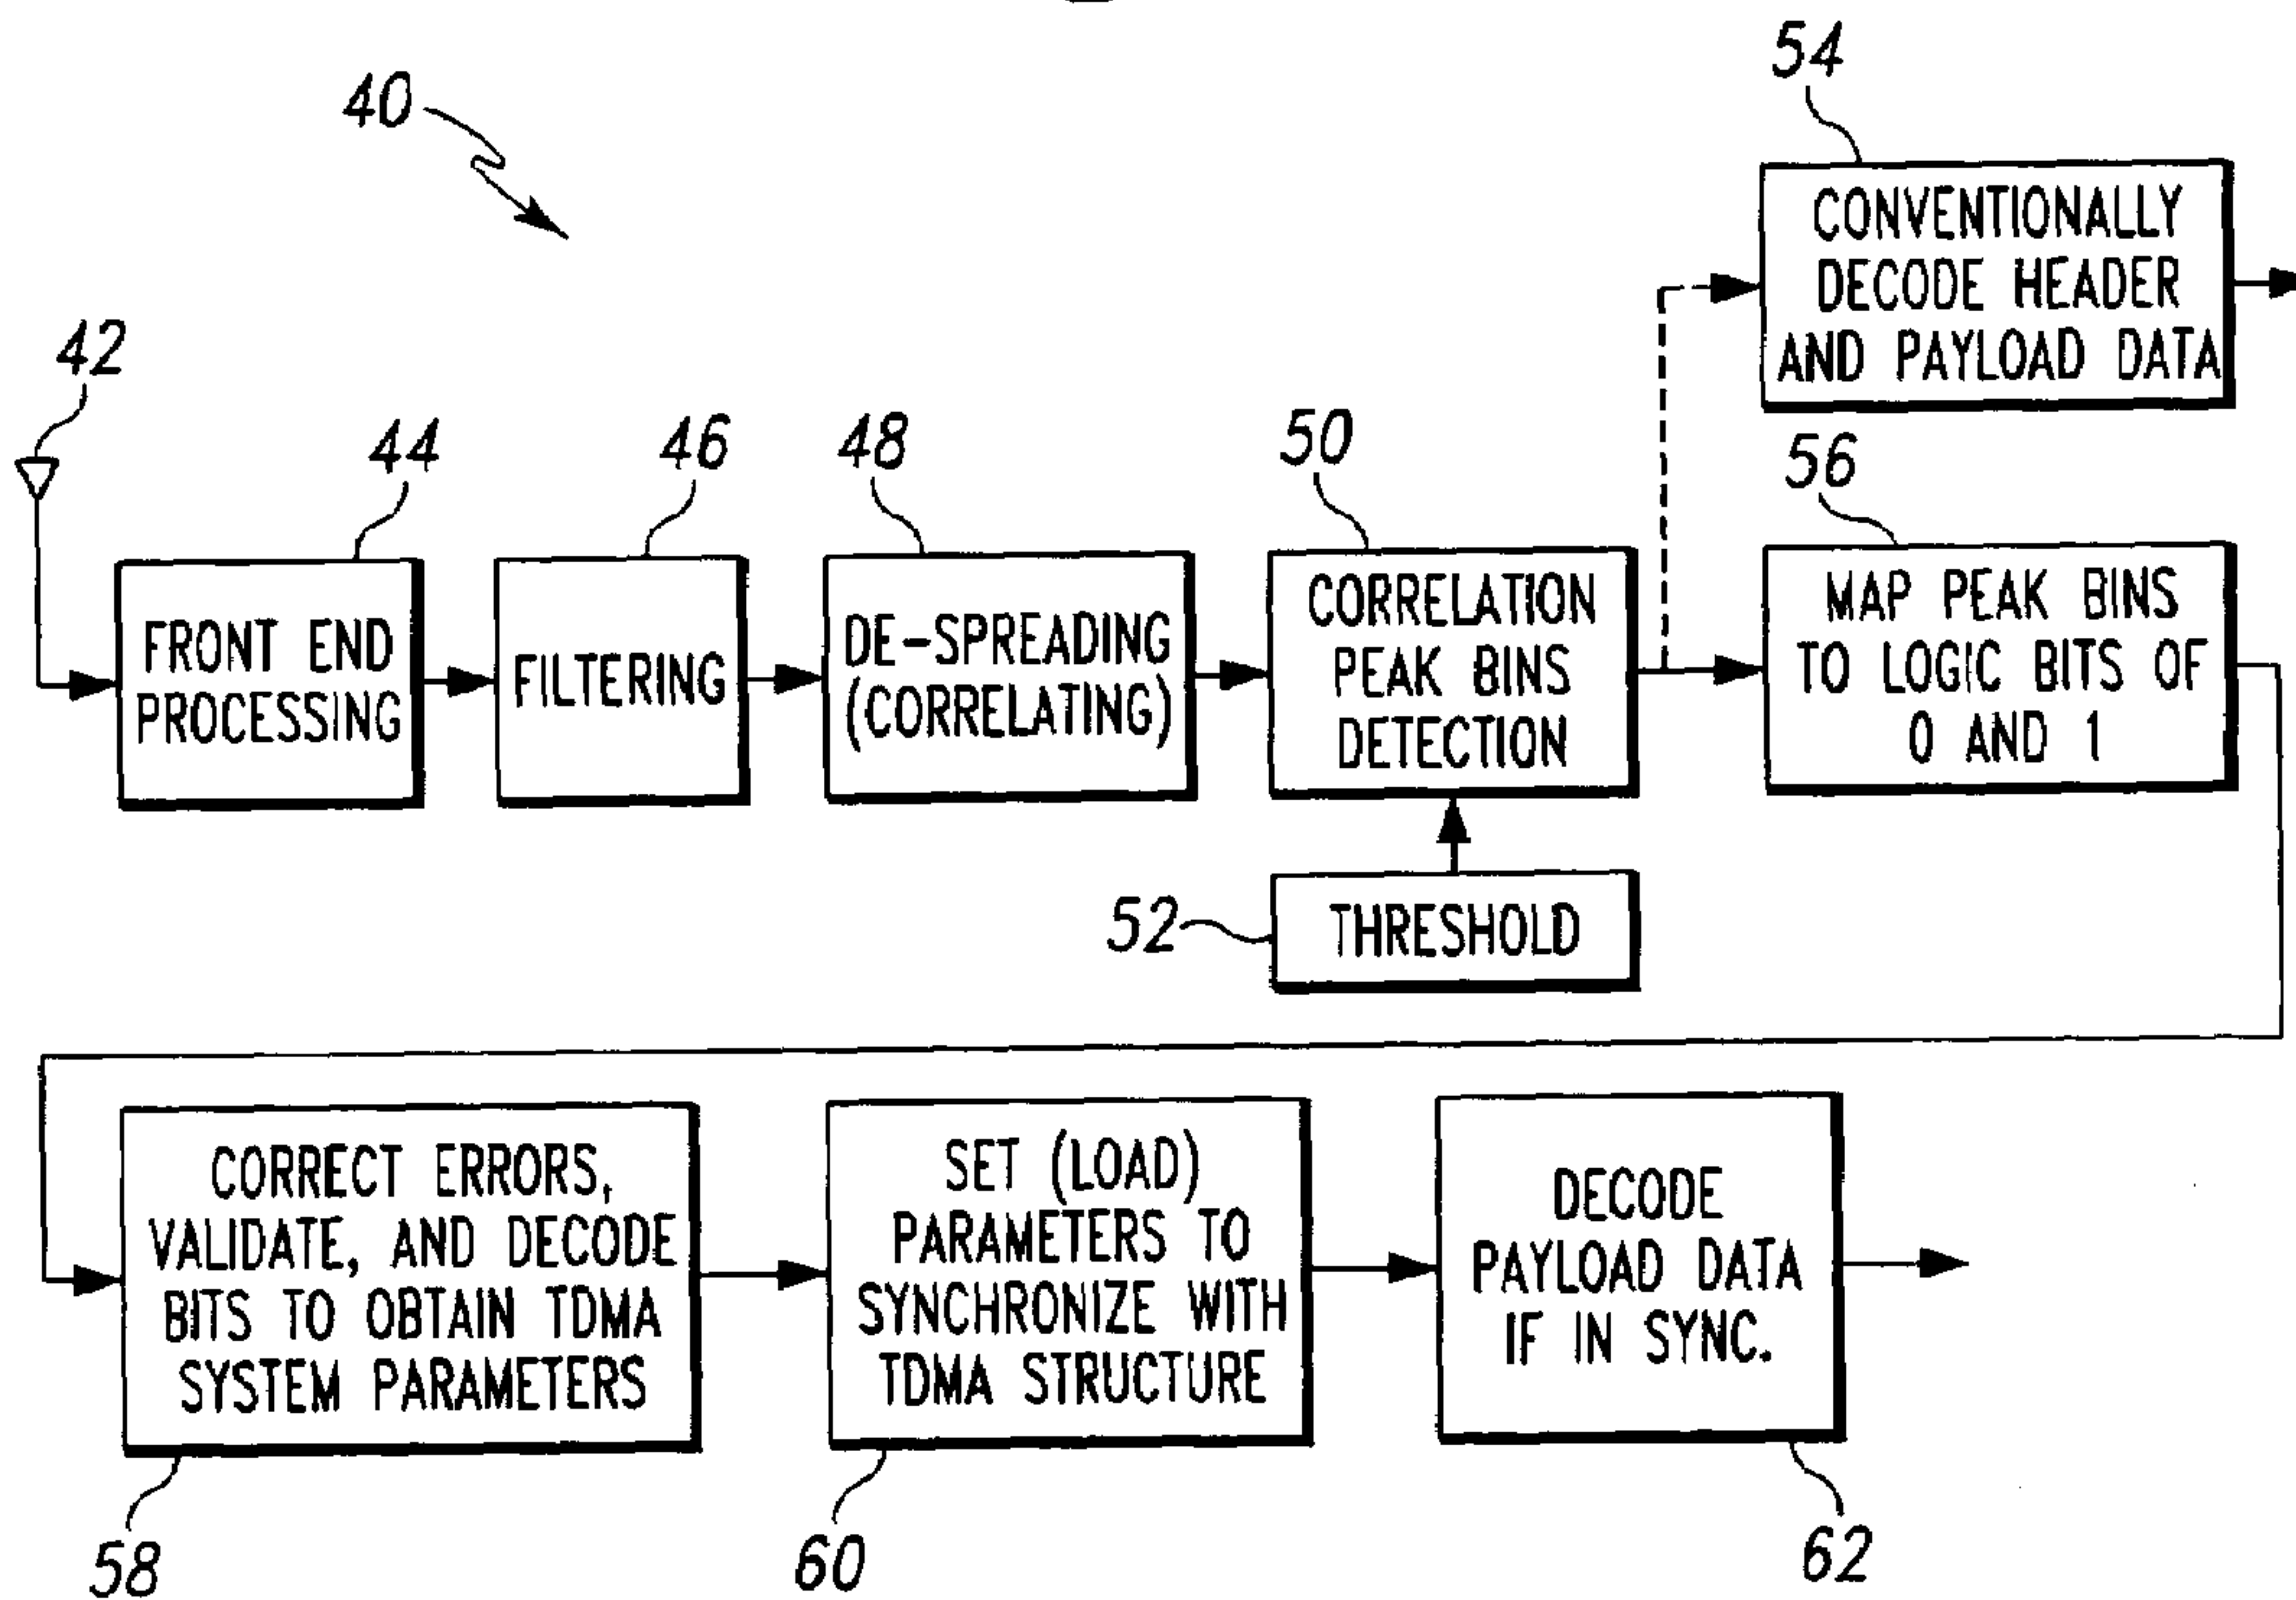 40
54
CONVENTIONALLY
DECODE HEADER
AND PAYLOAD DATA
42
44
46
48
50
56
FRONT END
PROCESSING
FILTERING
DE-SPREADING
(CORRELATING)
CORRELATION
PEAK BINS
DETECTION
MAP PEAK BINS
TO LOGIC BITS OF
0 AND 1
52
THRESHOLD
CORRECT ERRORS,
VALIDATE, AND DECODE
BITS TO OBTAIN TDMA
SYSTEM PARAMETERS
SET (LOAD)
PARAMETERS TO
SYNCHRONIZE WITH
TDMA STRUCTURE
DECODE
PAYLOAD DATA
IF IN SYNC.
58
60
62